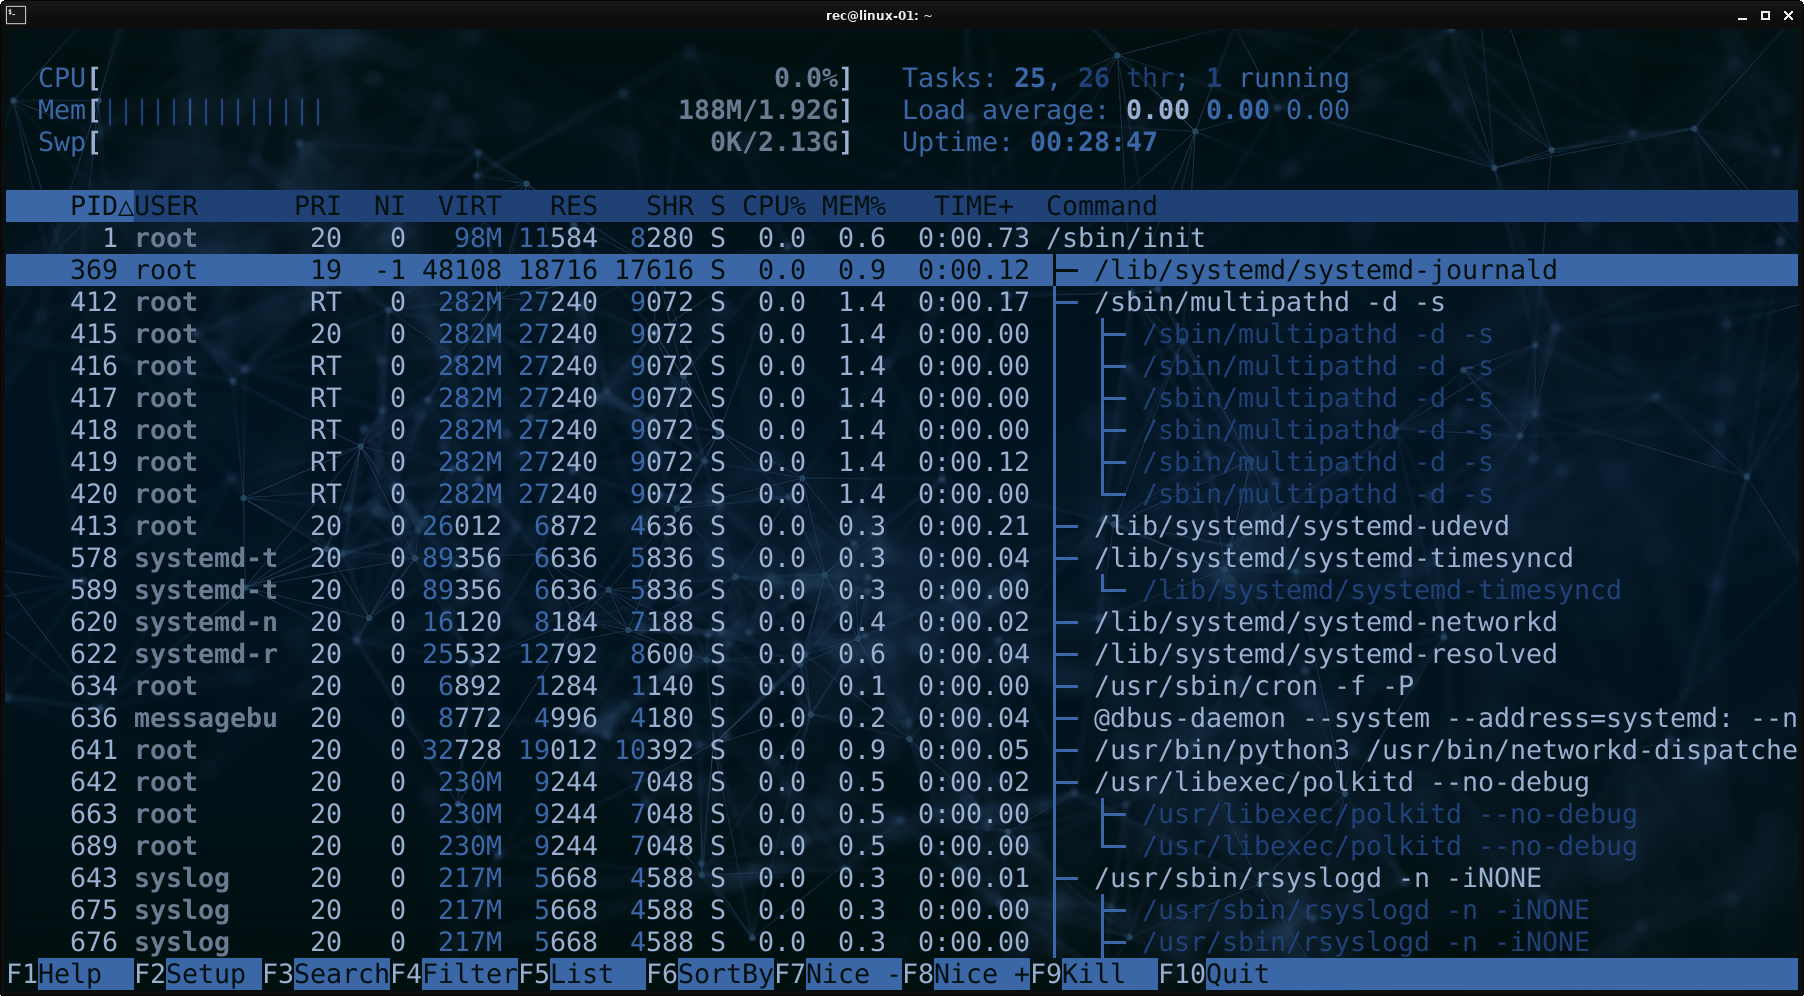 rec@linux-01: ~
CPU[ 0.0%] Tasks: 25, 26 thr; 1 running
Mem[|||||||||||||| 188M/1.92G] Load average: 0.00 0.00 0.00
Swp[ 0K/2.13G] Uptime: 00:28:47
PID△USER PRI NI VIRT RES SHR S CPU% MEM% TIME+ Command
1 root 20 0 98M 11584 8280 S 0.0 0.6 0:00.73 /sbin/init
369 root 19 -1 48108 18716 17616 S 0.0 0.9 0:00.12 ├─ /lib/systemd/systemd-journald
412 root RT 0 282M 27240 9072 S 0.0 1.4 0:00.17 ├─ /sbin/multipathd -d -s
415 root 20 0 282M 27240 9072 S 0.0 1.4 0:00.00 │ ├─ /sbin/multipathd -d -s
416 root RT 0 282M 27240 9072 S 0.0 1.4 0:00.00 │ ├─ /sbin/multipathd -d -s
417 root RT 0 282M 27240 9072 S 0.0 1.4 0:00.00 │ ├─ /sbin/multipathd -d -s
418 root RT 0 282M 27240 9072 S 0.0 1.4 0:00.00 │ ├─ /sbin/multipathd -d -s
419 root RT 0 282M 27240 9072 S 0.0 1.4 0:00.12 │ ├─ /sbin/multipathd -d -s
420 root RT 0 282M 27240 9072 S 0.0 1.4 0:00.00 │ └─ /sbin/multipathd -d -s
413 root 20 0 26012 6872 4636 S 0.0 0.3 0:00.21 ├─ /lib/systemd/systemd-udevd
578 systemd-t 20 0 89356 6636 5836 S 0.0 0.3 0:00.04 ├─ /lib/systemd/systemd-timesyncd
589 systemd-t 20 0 89356 6636 5836 S 0.0 0.3 0:00.00 │ └─ /lib/systemd/systemd-timesyncd
620 systemd-n 20 0 16120 8184 7188 S 0.0 0.4 0:00.02 ├─ /lib/systemd/systemd-networkd
622 systemd-r 20 0 25532 12792 8600 S 0.0 0.6 0:00.04 ├─ /lib/systemd/systemd-resolved
634 root 20 0 6892 1284 1140 S 0.0 0.1 0:00.00 ├─ /usr/sbin/cron -f -P
636 messagebu 20 0 8772 4996 4180 S 0.0 0.2 0:00.04 ├─ @dbus-daemon --system --address=systemd: --n
641 root 20 0 32728 19012 10392 S 0.0 0.9 0:00.05 ├─ /usr/bin/python3 /usr/bin/networkd-dispatche
642 root 20 0 230M 9244 7048 S 0.0 0.5 0:00.02 ├─ /usr/libexec/polkitd --no-debug
663 root 20 0 230M 9244 7048 S 0.0 0.5 0:00.00 │ ├─ /usr/libexec/polkitd --no-debug
689 root 20 0 230M 9244 7048 S 0.0 0.5 0:00.00 │ └─ /usr/libexec/polkitd --no-debug
643 syslog 20 0 217M 5668 4588 S 0.0 0.3 0:00.01 ├─ /usr/sbin/rsyslogd -n -iNONE
675 syslog 20 0 217M 5668 4588 S 0.0 0.3 0:00.00 │ ├─ /usr/sbin/rsyslogd -n -iNONE
676 syslog 20 0 217M 5668 4588 S 0.0 0.3 0:00.00 │ ├─ /usr/sbin/rsyslogd -n -iNONE
F1Help F2Setup F3SearchF4FilterF5List F6SortByF7Nice -F8Nice +F9Kill F10Quit